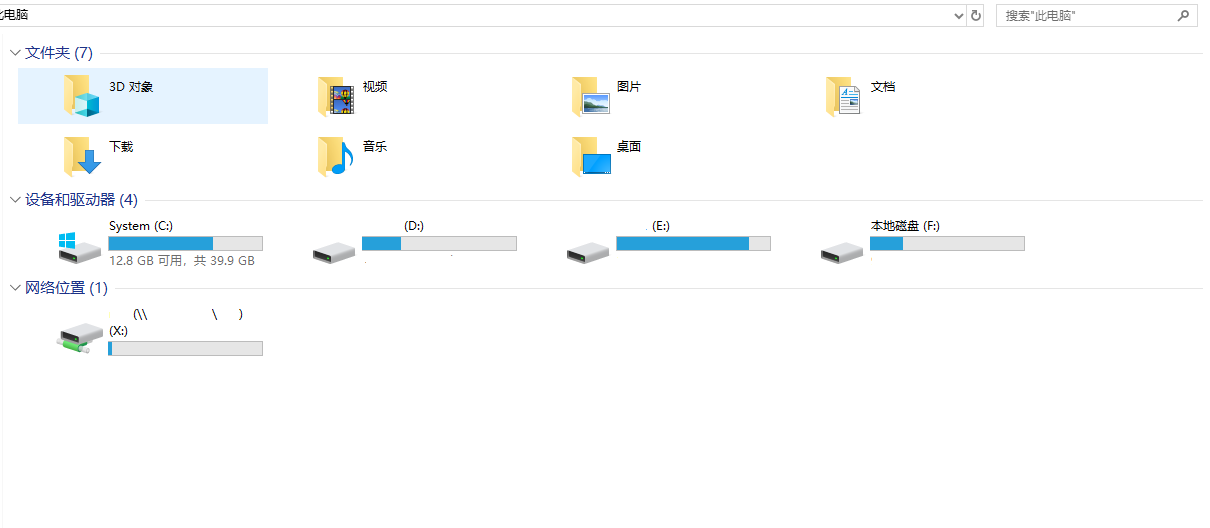 此电脑
搜索"此电脑"
文件夹 (7)
3D 对象
视频
图片
文档
下载
音乐
桌面
设备和驱动器 (4)
System (C:)
12.8 GB 可用，共 39.9 GB
(D:)
(E:)
本地磁盘 (F:)
网络位置 (1)
(\\ \ )
(X:)